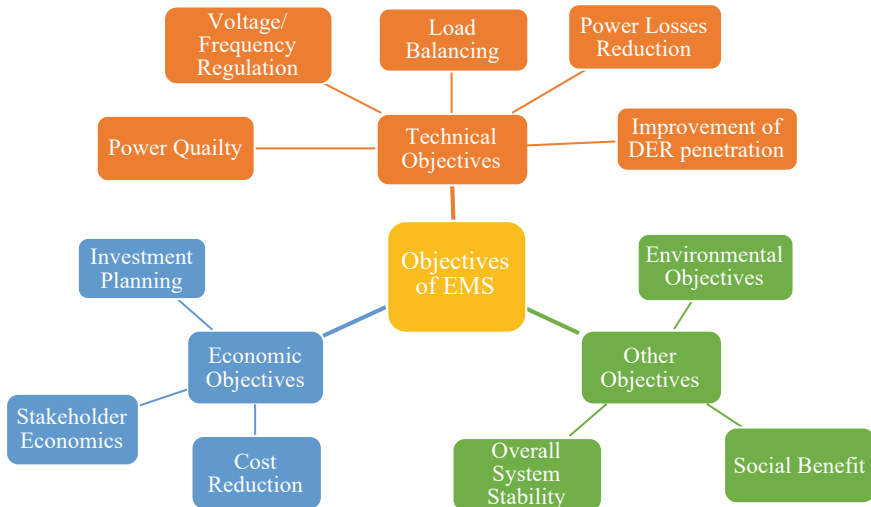 Voltage/
Frequency
Regulation
Load
Balancing
Power Losses
Reduction
Power Quailty
Technical
Objectives
Improvement of
DER penetration
Investment
Planning
Objectives
of EMS
Environmental
Objectives
Economic
Objectives
Other
Objectives
Stakeholder
Economics
Cost
Reduction
Overall
System
Stability
Social Benefit